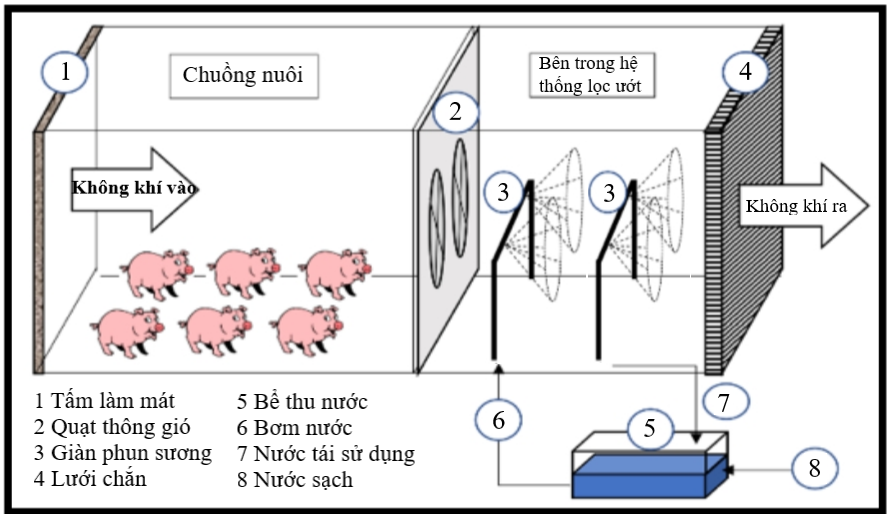 1
Chuồng nuôi
Bên trong hệ
thống lọc ướt
4
2
Không khí vào
3
3
Không khí ra
1 Tấm làm mát
2 Quạt thông gió
3 Giàn phun sương
4 Lưới chắn
5 Bể thu nước
6 Bơm nước
7 Nước tái sử dụng
8 Nước sạch
6
7
5
8